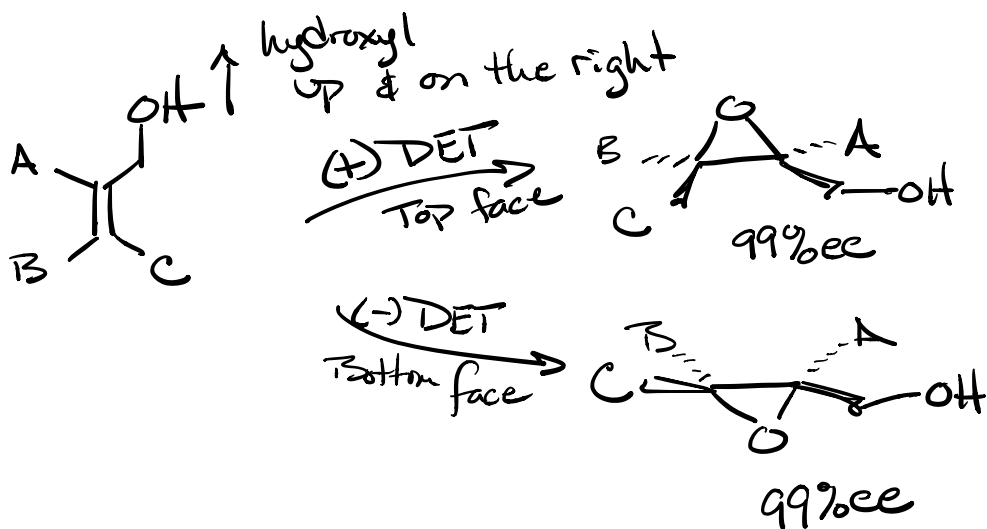 hydroxyl
up & on the right
OH
A
B
C
(+) DET
Top face
O
B
A
C
OH
99%ee
(-) DET
Bottom face
B
A
C
O
OH
99%ee